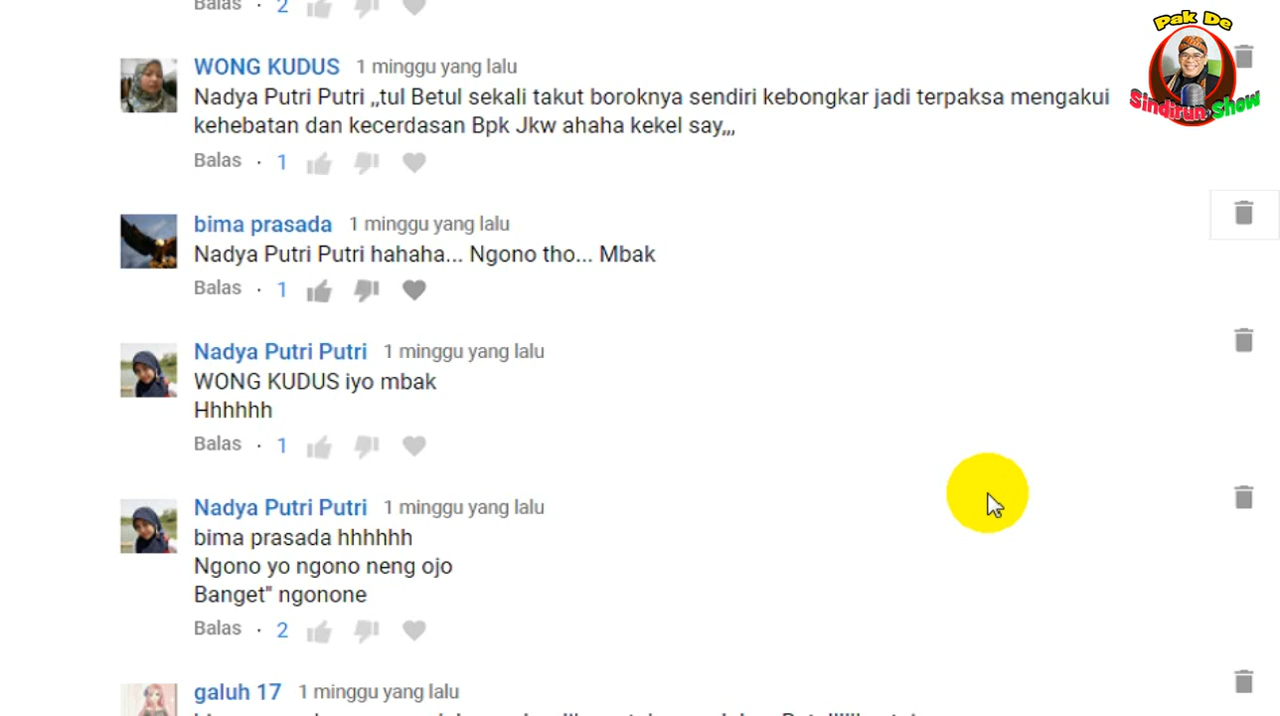 Balas · 2
Pak De
Sindirun Show
WONG KUDUS 1 minggu yang lalu
Nadya Putri Putri ,,tul Betul sekali takut boroknya sendiri kebongkar jadi terpaksa mengakui
kehebatan dan kecerdasan Bpk Jkw ahaha kekel say,,,
Balas · 1
bima prasada 1 minggu yang lalu
Nadya Putri Putri hahaha... Ngono tho... Mbak
Balas · 1
Nadya Putri Putri 1 minggu yang lalu
WONG KUDUS iyo mbak
Hhhhhh
Balas · 1
Nadya Putri Putri 1 minggu yang lalu
bima prasada hhhhhh
Ngono yo ngono neng ojo
Banget" ngonone
Balas · 2
galuh 17 1 minggu yang lalu